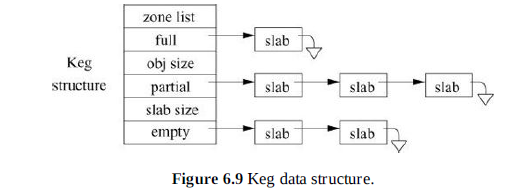 zone list
full
slab
Keg
structure
obj size
partial
slab
slab
slab
slab size
empty
slab
slab
Figure 6.9 Keg data structure.